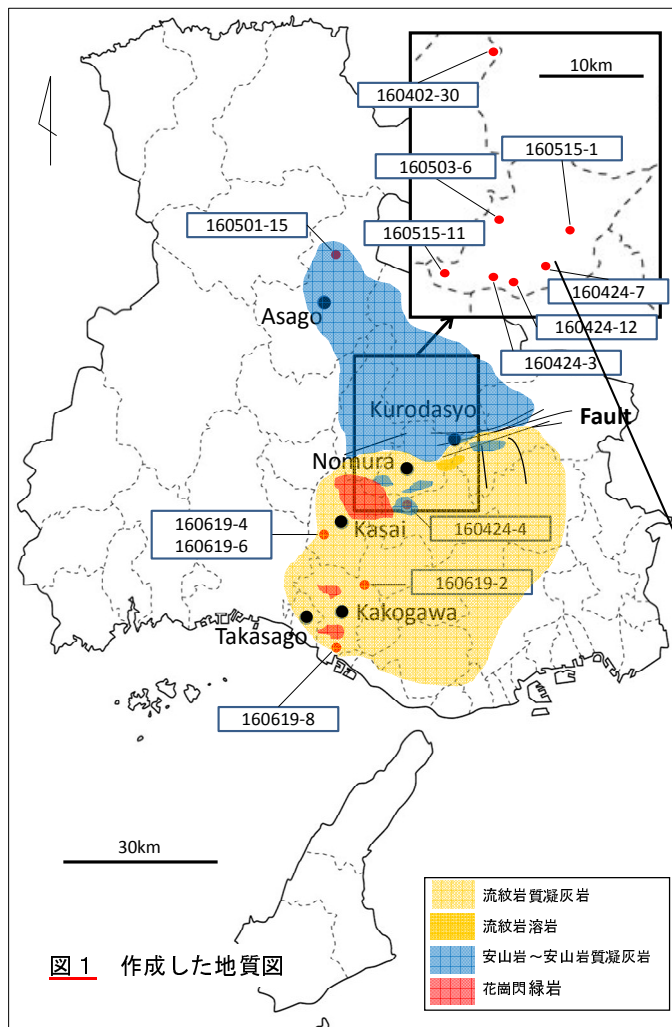 10km
160402-30
160515-1
160503-6
160501-15
160515-11
160424-7
Asago
160424-12
160424-3
Kurodasyo
Fault
Nomura
160619-4
160619-6
Kasai
160424-4
160619-2
Kakogawa
Takasago
160619-8
30km
流紋岩質凝灰岩
流紋岩溶岩
安山岩～安山岩質凝灰岩
花崗閃緑岩
図1 作成した地質図